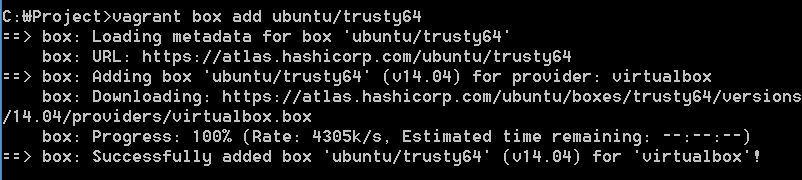 C:₩Project>vagrant box add ubuntu/trusty64
==> box: Loading metadata for box 'ubuntu/trusty64'
    box: URL: https://atlas.hashicorp.com/ubuntu/trusty64
==> box: Adding box 'ubuntu/trusty64' (v14.04) for provider: virtualbox
    box: Downloading: https://atlas.hashicorp.com/ubuntu/boxes/trusty64/versions
/14.04/providers/virtualbox.box
    box: Progress: 100% (Rate: 4305k/s, Estimated time remaining: --:--:--)
==> box: Successfully added box 'ubuntu/trusty64' (v14.04) for 'virtualbox'!